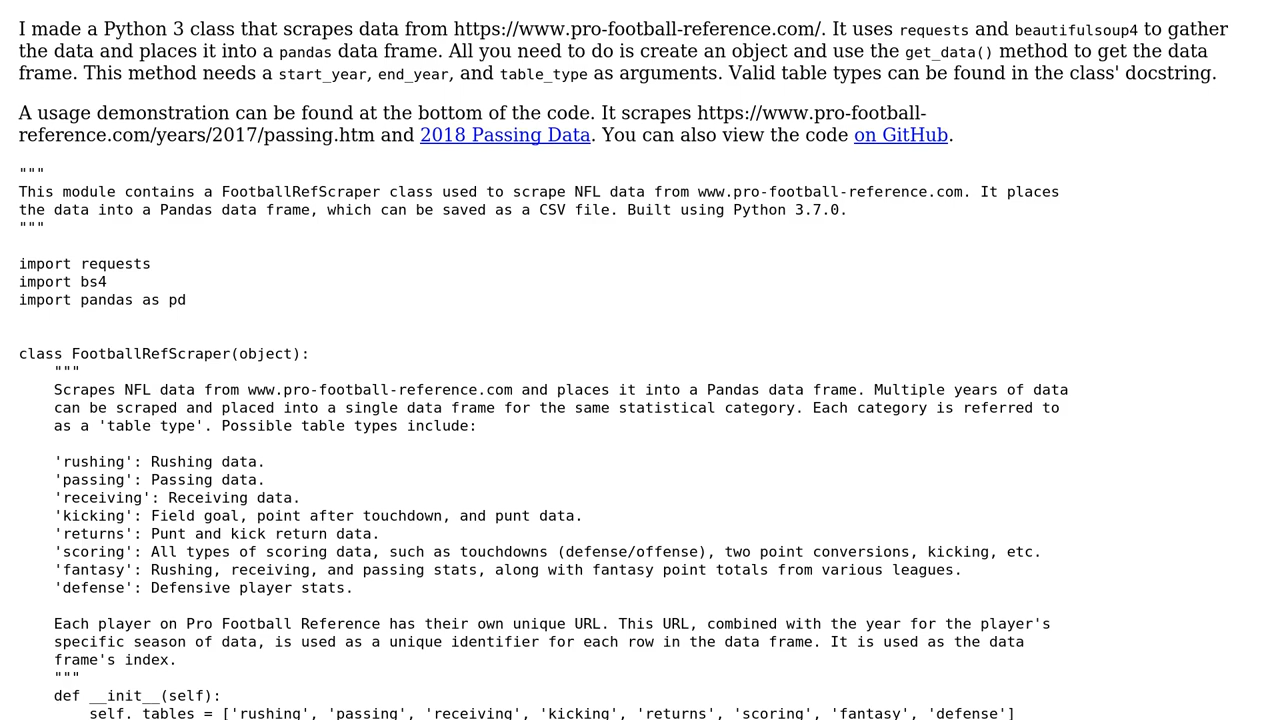 I made a Python 3 class that scrapes data from https://www.pro-football-reference.com/. It uses requests and beautifulsoup4 to gather
the data and places it into a pandas data frame. All you need to do is create an object and use the get_data() method to get the data
frame. This method needs a start_year, end_year, and table_type as arguments. Valid table types can be found in the class' docstring.
A usage demonstration can be found at the bottom of the code. It scrapes https://www.pro-football-
reference.com/years/2017/passing.htm and 2018 Passing Data. You can also view the code on GitHub.
"""
This module contains a FootballRefScraper class used to scrape NFL data from www.pro-football-reference.com. It places
the data into a Pandas data frame, which can be saved as a CSV file. Built using Python 3.7.0.
"""
import requests
import bs4
import pandas as pd
class FootballRefScraper(object):
"""
Scrapes NFL data from www.pro-football-reference.com and places it into a Pandas data frame. Multiple years of data
can be scraped and placed into a single data frame for the same statistical category. Each category is referred to
as a 'table type'. Possible table types include:
'rushing': Rushing data.
'passing': Passing data.
'receiving': Receiving data.
'kicking': Field goal, point after touchdown, and punt data.
'returns': Punt and kick return data.
'scoring': All types of scoring data, such as touchdowns (defense/offense), two point conversions, kicking, etc.
'fantasy': Rushing, receiving, and passing stats, along with fantasy point totals from various leagues.
'defense': Defensive player stats.
Each player on Pro Football Reference has their own unique URL. This URL, combined with the year for the player's
specific season of data, is used as a unique identifier for each row in the data frame. It is used as the data
frame's index.
"""
def __init__(self):
self._tables = ['rushing', 'passing', 'receiving', 'kicking', 'returns', 'scoring', 'fantasy', 'defense']